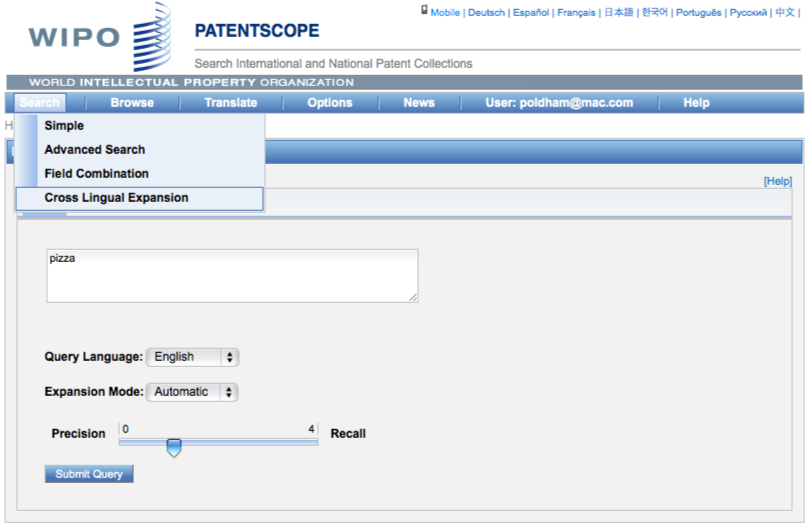 Mobile | Deutsch | Español | Français | 日本語 | 한국어 | Português | Русский | 中文 |
WIPO
PATENTSCOPE
Search International and National Patent Collections
WORLD INTELLECTUAL PROPERTY ORGANIZATION
Search Browse Translate Options News User: poldham@mac.com Help
H
Simple
Advanced Search
Field Combination
Cross Lingual Expansion
[Help]
pizza
Query Language: English
Expansion Mode: Automatic
Precision 0 4 Recall
Submit Query